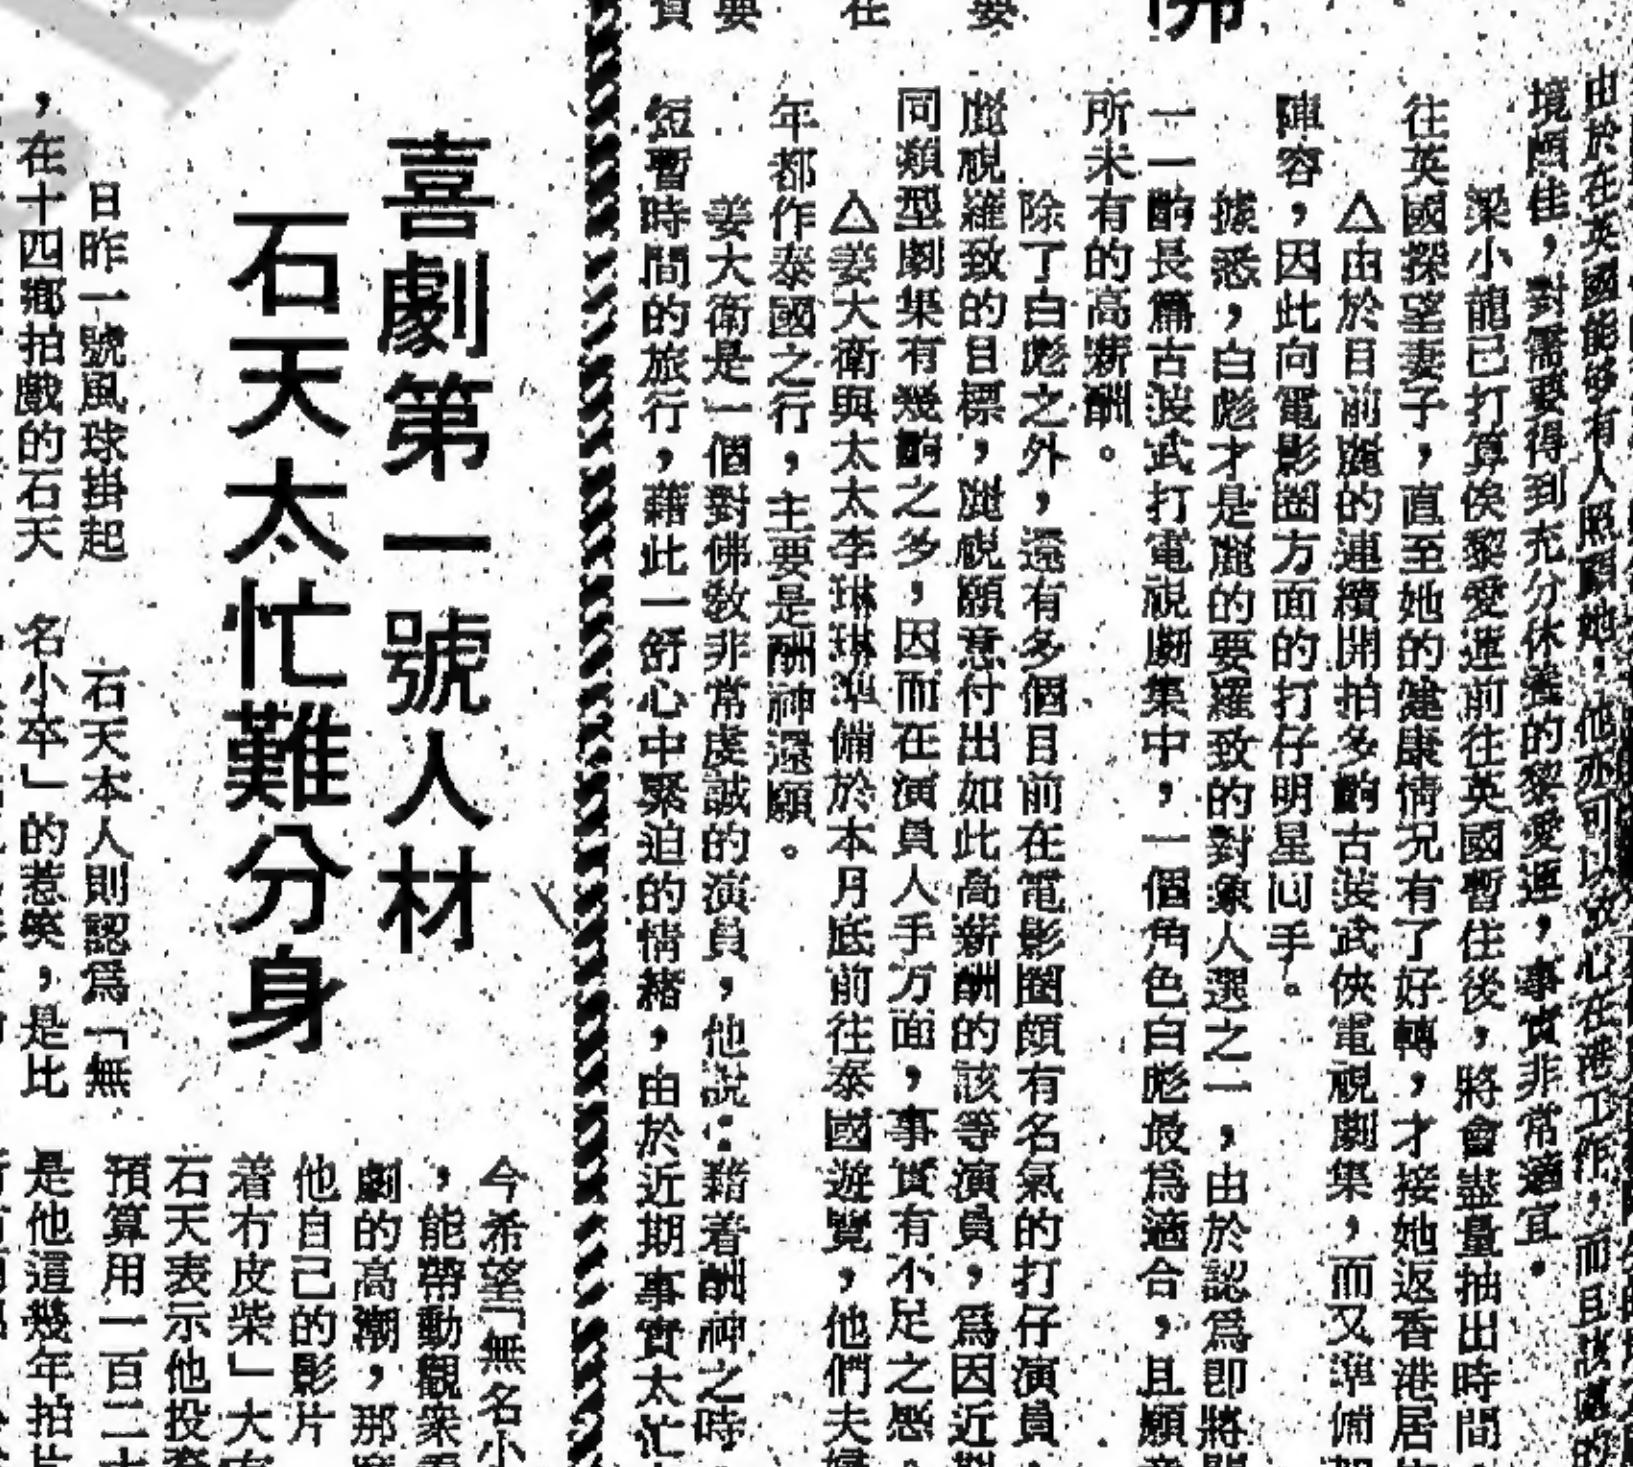 由於在英國能够有人照顧她，他亦可以放心在港工作，而且該處的
境頗佳，對需要得到充分休養的黎愛蓮，事實非常適宜。
梁小龍已打算俟黎愛蓮前往英國暫住後，將會盡量抽出時間
往英國探望妻子，直至她的健康情况有了好轉，才接她返香港居住
△由於目前麗的連續開拍多齣古裝武俠電視劇集，而又準備加
陣容，因此向電影圈方面的打仔明星
手。
據悉，白彪才是麗的要羅致的對象人選之一，由於認爲即將開
一一齣長篇古裝武打電視劇集中，一個角色白彪最爲適合，且願意
所未有的高薪酬。
除了白彪之外，還有多個目前在電影圈頗有名氣的打仔演員，
麗視羅致的目標，麗視願意付出如此高薪酬的該等演員，爲因近期
同類型劇集有幾齣之多，因而在演員人手方面，事實有不足之感。
△姜大衛與太太李琳琳準備於本月底前往泰國遊覽，他們夫婦
年都作泰國之行，主要是酬神還願。
姜大衛是一個對佛敎非常虔誠的演員，他説：藉着酬神之時
短暫時間的旅行，藉此一舒心中緊迫的情緒，由於近期事實太忙
喜劇第一號人材
石天太忙難分身
日昨一號風球掛起
，在十四鄉拍戲的石天
石天本人則認爲「無
名小卒」的惹笑，是比
今希望「無名小
，能帶動觀衆
劇的高潮，那
他自己的影片
着冇皮柴」大
石天表示他投資
預算用一百二十
是他這幾年拍片